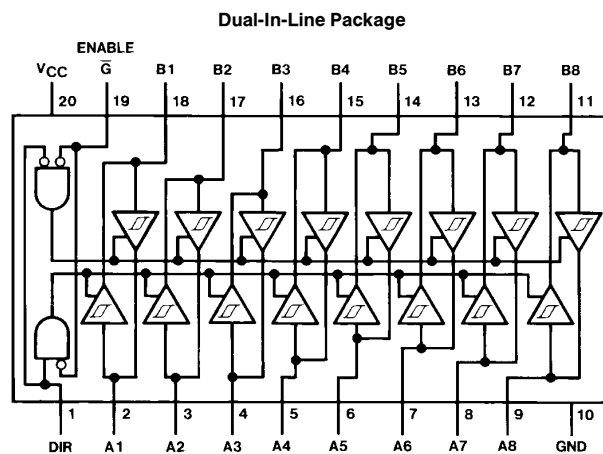 Dual-In-Line Package
ENABLE
VCC G̅ B1 B2 B3 B4 B5 B6 B7 B8
20 19 18 17 16 15 14 13 12 11
1 2 3 4 5 6 7 8 9 10
DIR A1 A2 A3 A4 A5 A6 A7 A8 GND